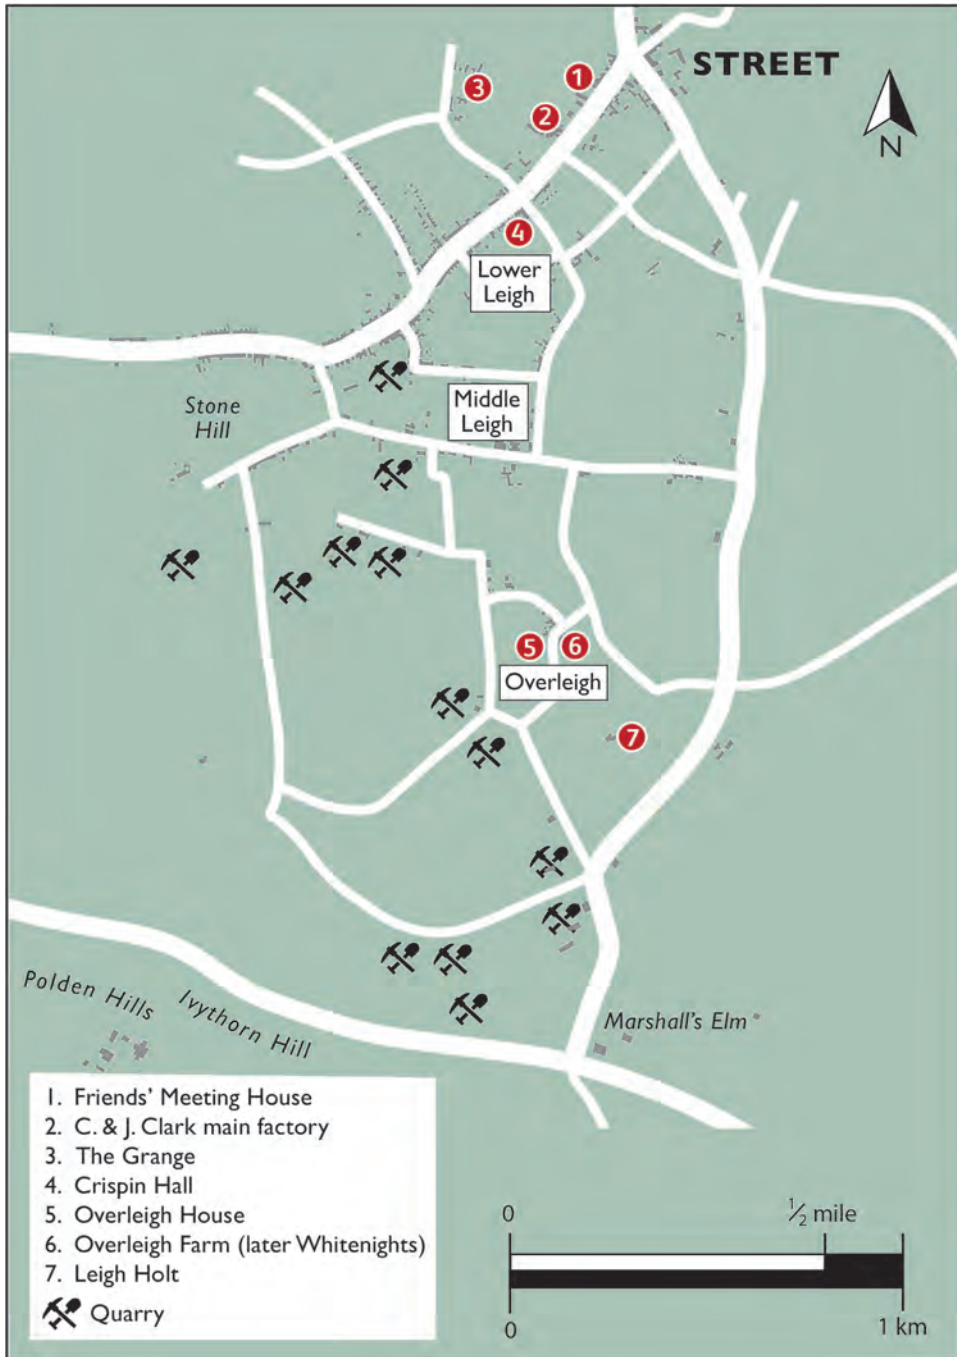 1
STREET
3
2
N
4
Lower
Leigh
Stone
Hill
Middle
Leigh
5
6
Overleigh
7
Polden Hills
Ivythorn Hill
Marshall's Elm
1. Friends' Meeting House
2. C. & J. Clark main factory
3. The Grange
4. Crispin Hall
5. Overleigh House
6. Overleigh Farm (later Whitenights)
7. Leigh Holt
Quarry
0
½ mile
0
1 km